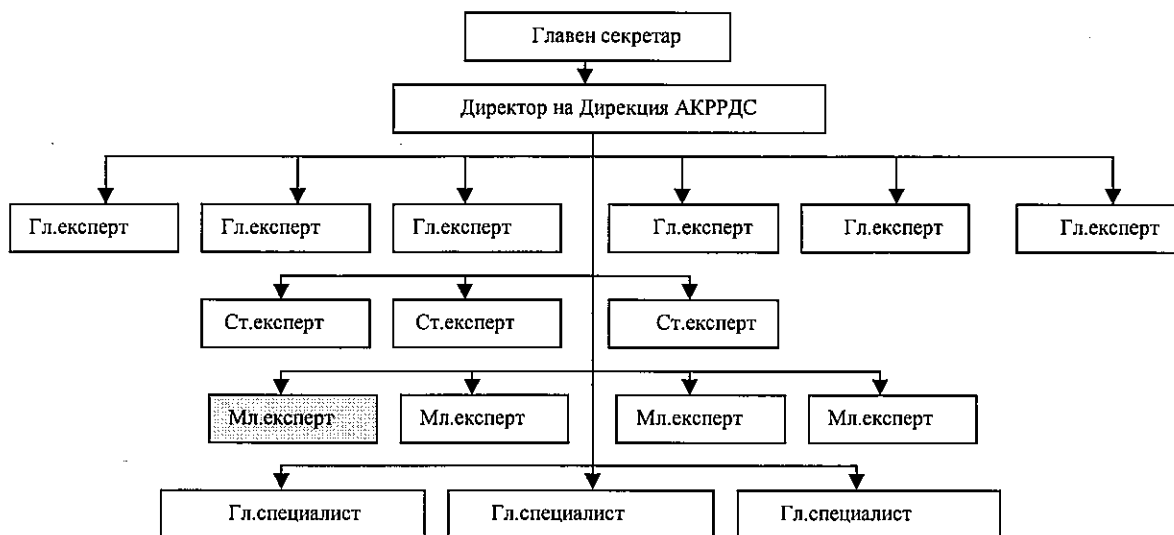 Главен секретар
Директор на Дирекция АКРРДС
Гл.експерт
Гл.експерт
Гл.експерт
Гл.експерт
Гл.експерт
Гл.експерт
Ст.експерт
Ст.експерт
Ст.експерт
Мл.експерт
Мл.експерт
Мл.експерт
Мл.експерт
Гл.специалист
Гл.специалист
Гл.специалист